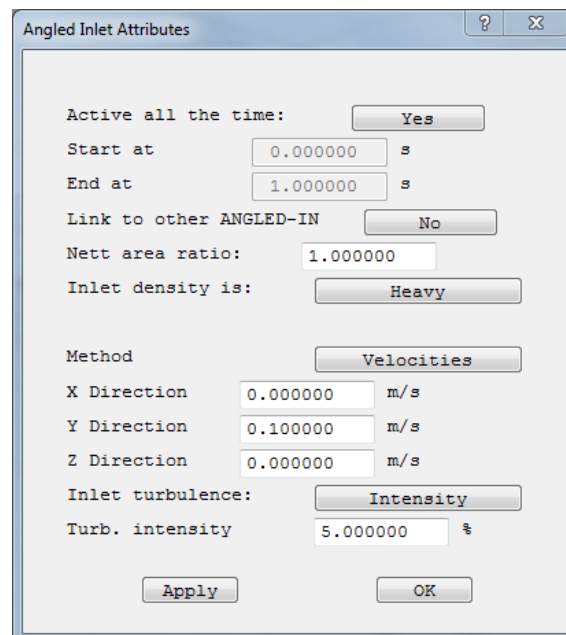 Angled Inlet Attributes ? X
Active all the time: Yes
Start at 0.000000 s
End at 1.000000 s
Link to other ANGLED-IN No
Nett area ratio: 1.000000
Inlet density is: Heavy
Method Velocities
X Direction 0.000000 m/s
Y Direction 0.100000 m/s
Z Direction 0.000000 m/s
Inlet turbulence: Intensity
Turb. intensity 5.000000 %
Apply OK